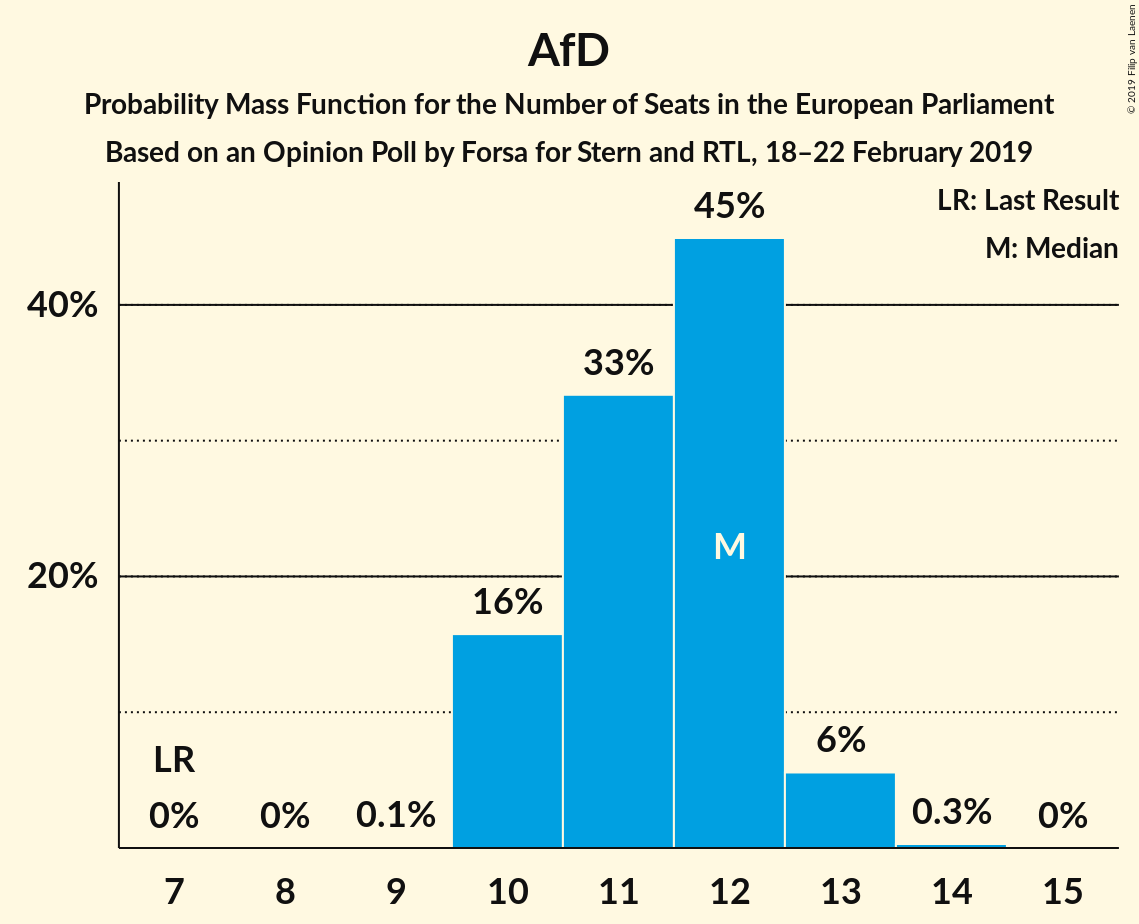 AfD
Probability Mass Function for the Number of Seats in the European Parliament
Based on an Opinion Poll by Forsa for Stern and RTL, 18–22 February 2019
© 2019 Filip van Laenen
LR: Last Result
M: Median
45%
40%
33%
M
20%
16%
6%
LR
0%
0%
0.1%
0.3%
0%
7 8 9 10 11 12 13 14 15